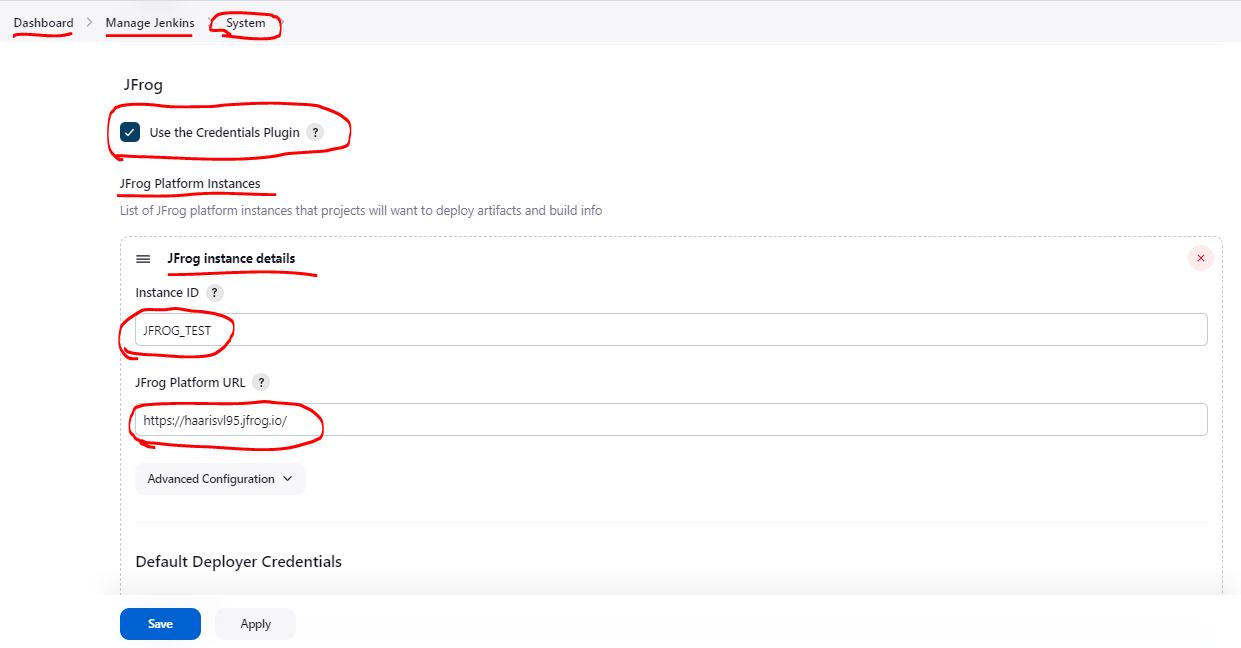 Dashboard > Manage Jenkins > System >
JFrog
Use the Credentials Plugin ?
JFrog Platform Instances
List of JFrog platform instances that projects will want to deploy artifacts and build info
JFrog instance details
Instance ID ?
JFROG_TEST
JFrog Platform URL ?
https://haarisvl95.jfrog.io/
Advanced Configuration
Default Deployer Credentials
Save Apply